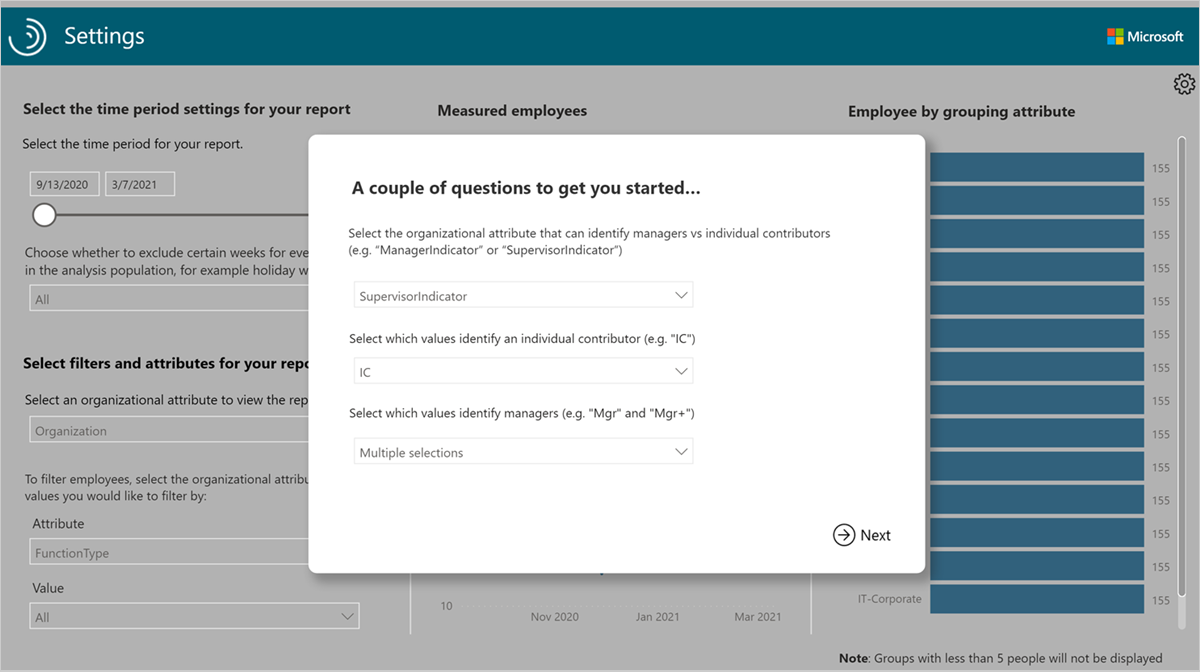 Settings
Microsoft
Select the time period settings for your report
Select the time period for your report.
9/13/2020
3/7/2021
Choose whether to exclude certain weeks for eve
in the analysis population, for example holiday w
All
Select filters and attributes for your repo
Select an organizational attribute to view the rep
Organization
To filter employees, select the organizational attribu
values you would like to filter by:
Attribute
FunctionType
Value
All
Measured employees
A couple of questions to get you started...
Select the organizational attribute that can identify managers vs individual contributors
(e.g. "ManagerIndicator" or "SupervisorIndicator")
SupervisorIndicator
Select which values identify an individual contributor (e.g. "IC")
IC
Select which values identify managers (e.g. "Mgr" and "Mgr+")
Multiple selections
Next
10
Nov 2020
Jan 2021
Mar 2021
Employee by grouping attribute
155
155
155
155
155
155
155
155
155
155
155
155
155
IT-Corporate
155
Note: Groups with less than 5 people will not be displayed